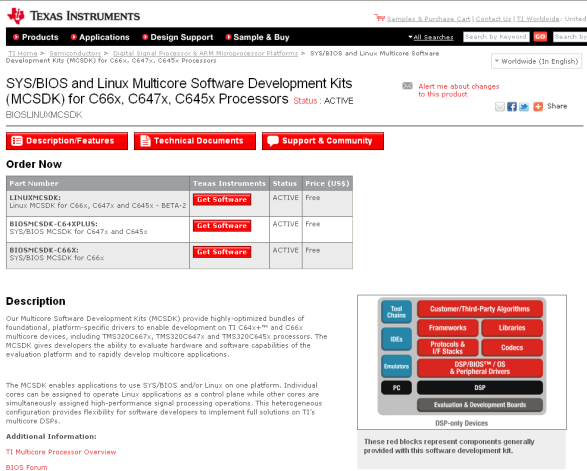 TEXAS INSTRUMENTS
Samples & Purchase Cart | Contact Us | TI Worldwide: United
Products Applications Design Support Sample & Buy All Searches Search by Keyword GO Search by
TI Home > Semiconductors > Digital Signal Processor & ARM Microprocessor Platforms > SYS/BIOS and Linux Multicore Software
Development Kits (MCSDK) for C66x, C647x, C645x Processors
Worldwide (In English)
SYS/BIOS and Linux Multicore Software Development Kits
(MCSDK) for C66x, C647x, C645x Processors Status : ACTIVE
BIOSLINUXMCSDK
Alert me about changes
to this product
Share
Description/Features Technical Documents Support & Community
Order Now
Part Number Texas Instruments Status Price (US$)
LINUXMCSDK:
Linux MCSDK for C66x, C647x and C645x - BETA-2 Get Software ACTIVE Free
BIOSMCSDK-C64XPLUS:
SYS/BIOS MCSDK for C647x and C645x Get Software ACTIVE Free
BIOSMCSDK-C66X:
SYS/BIOS MCSDK for C66x Get Software ACTIVE Free
Description
Our Multicore Software Development Kits (MCSDK) provide highly-optimized bundles of
foundational, platform-specific drivers to enable development on TI C64x+™ and C66x
multicore devices, including TMS320C667x, TMS320C647x and TMS320C645x processors. The
MCSDK gives developers the ability to evaluate hardware and software capabilities of the
evaluation platform and to rapidly develop multicore applications.
The MCSDK enables applications to use SYS/BIOS and/or Linux on one platform. Individual
cores can be assigned to operate Linux applications as a control plane while other cores are
simultaneously assigned high-performance signal processing operations. This heterogeneous
configuration provides flexibility for software developers to implement full solutions on TI's
multicore DSPs.
Additional Information:
TI Multicore Processor Overview
BIOS Forum
Tool
Chains
Customer/Third-Party Algorithms
IDEs
Frameworks
Libraries
Protocols &
I/F Stacks
Codecs
Emulators
DSP/BIOS™ / OS
& Peripheral Drivers
PC
DSP
Evaluation & Development Boards
DSP-only Devices
These red blocks represent components generally
provided with this software development kit.